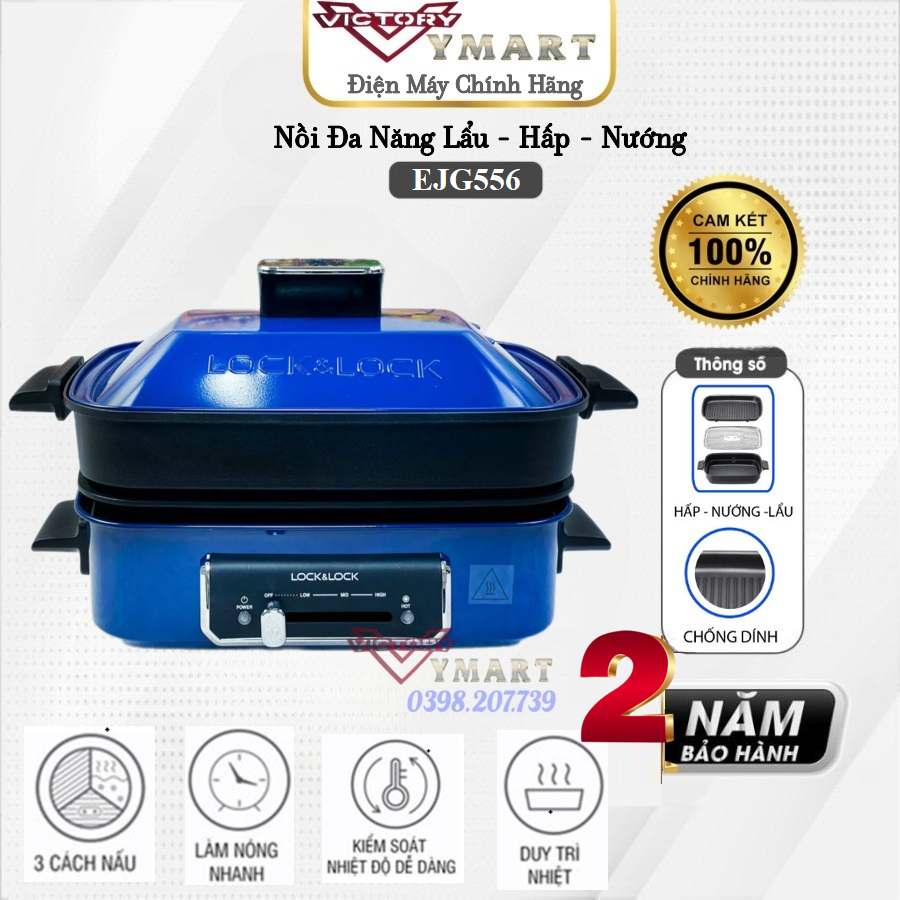 VICTORY
YMART
Điện Máy Chính Hãng
Nồi Đa Năng Lẩu - Hấp - Nướng
EJG556
CAM KẾT
100%
CHÍNH HÃNG
Thông số
HẤP - NƯỚNG -LẨU
CHỐNG DÍNH
LOCK&LOCK
LOCK&LOCK
POWER
OFF
LOW
MID
HIGH
HOT
VICTORY
YMART
0398.207.739
2 NĂM
BẢO HÀNH
3 CÁCH NẤU
LÀM NÓNG
NHANH
KIỂM SOÁT
NHIỆT ĐỘ DỄ DÀNG
DUY TRÌ
NHIỆT